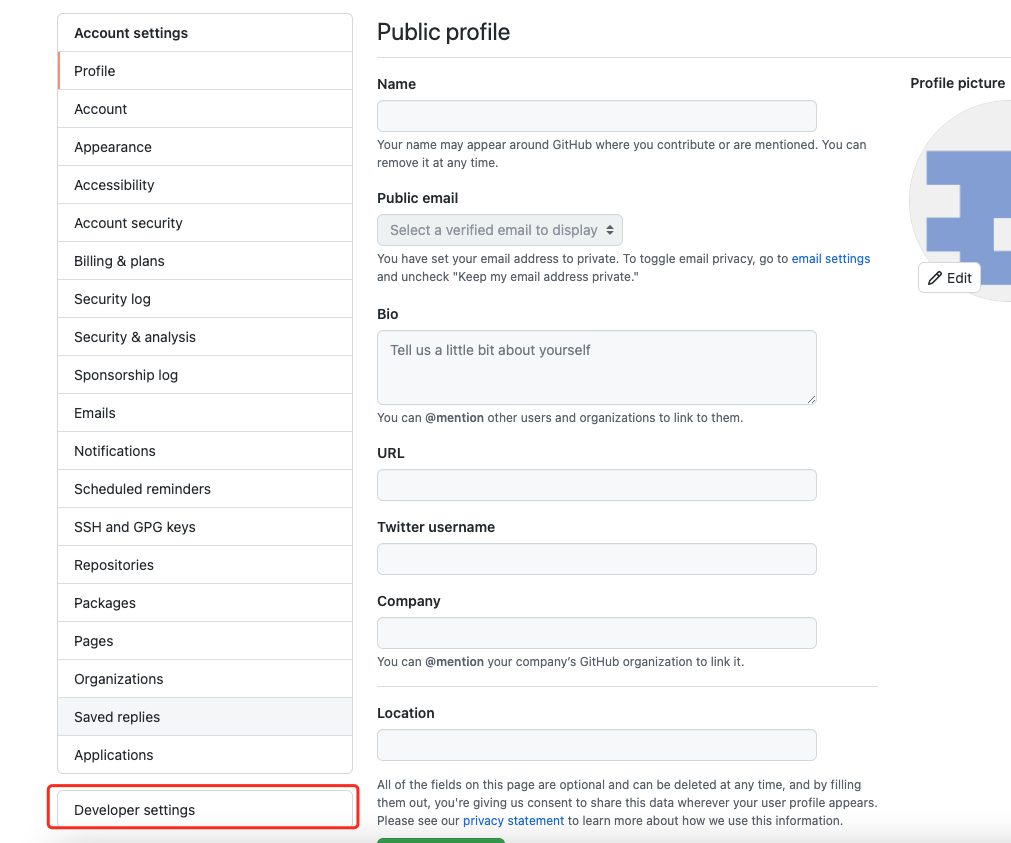 Account settings
Profile
Account
Appearance
Accessibility
Account security
Billing & plans
Security log
Security & analysis
Sponsorship log
Emails
Notifications
Scheduled reminders
SSH and GPG keys
Repositories
Packages
Pages
Organizations
Saved replies
Applications
Developer settings
Public profile
Name
Your name may appear around GitHub where you contribute or are mentioned. You can
remove it at any time.
Public email
Select a verified email to display
You have set your email address to private. To toggle email privacy, go to email settings
and uncheck "Keep my email address private."
Bio
Tell us a little bit about yourself
You can @mention other users and organizations to link to them.
URL
Twitter username
Company
You can @mention your company's GitHub organization to link it.
Location
All of the fields on this page are optional and can be deleted at any time, and by filling
them out, you're giving us consent to share this data wherever your user profile appears.
Please see our privacy statement to learn more about how we use this information.
Profile picture
Edit